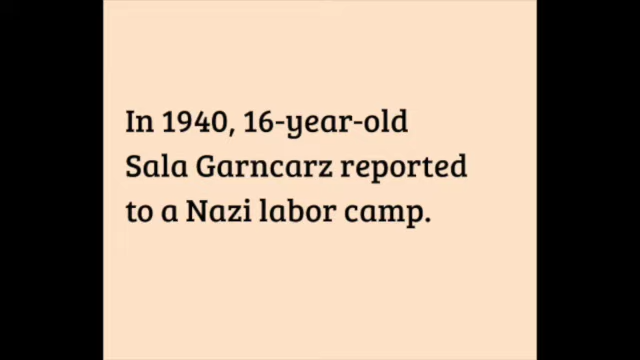 In 1940, 16-year-old
Sala Garncarz reported
to a Nazi labor camp.